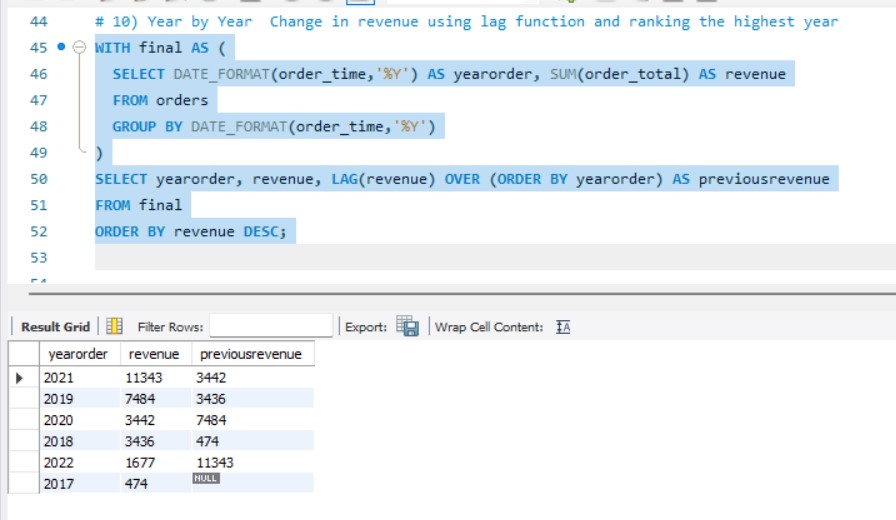 44 # 10) Year by Year  Change in revenue using lag function and ranking the highest year
45 WITH final AS (
46 SELECT DATE_FORMAT(order_time,'%Y') AS yearorder, SUM(order_total) AS revenue
47 FROM orders
48 GROUP BY DATE_FORMAT(order_time,'%Y')
49 )
50 SELECT yearorder, revenue, LAG(revenue) OVER (ORDER BY yearorder) AS previousrevenue
51 FROM final
52 ORDER BY revenue DESC;
53
Result Grid Filter Rows: Export: Wrap Cell Content:
yearorder revenue previousrevenue
2021 11343 3442
2019 7484 3436
2020 3442 7484
2018 3436 474
2022 1677 11343
2017 474 NULL